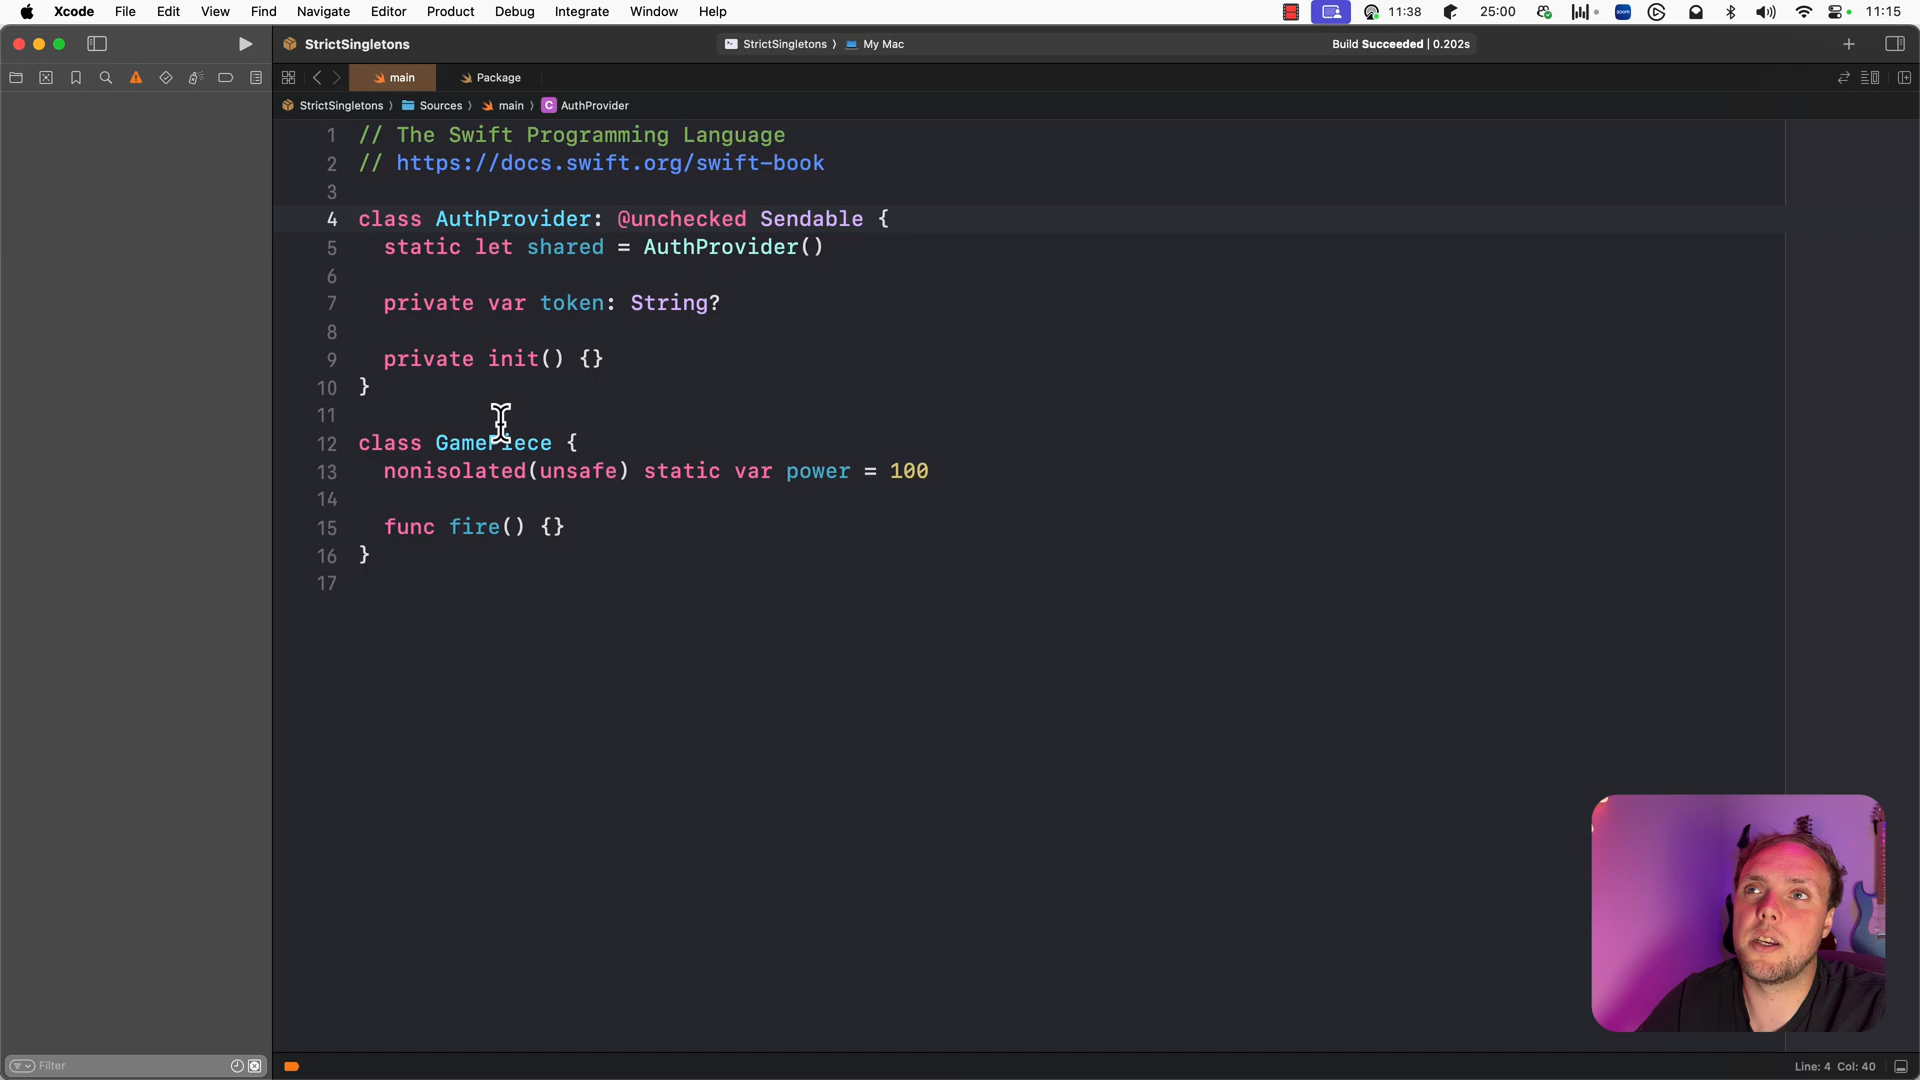 Xcode File Edit View Find Navigate Editor Product Debug Integrate Window Help 11:38 25:00 zoom 11:15
StrictSingletons StrictSingletons 〉 My Mac Build Succeeded | 0.202s
main Package
StrictSingletons 〉 Sources 〉 main 〉 C AuthProvider
1 // The Swift Programming Language
2 // https://docs.swift.org/swift-book
3
4 class AuthProvider: @unchecked Sendable {
5 static let shared = AuthProvider()
6
7 private var token: String?
8
9 private init() {}
10 }
11
12 class GamePiece {
13 nonisolated(unsafe) static var power = 100
14
15 func fire() {}
16 }
17
Filter Line: 4 Col: 40